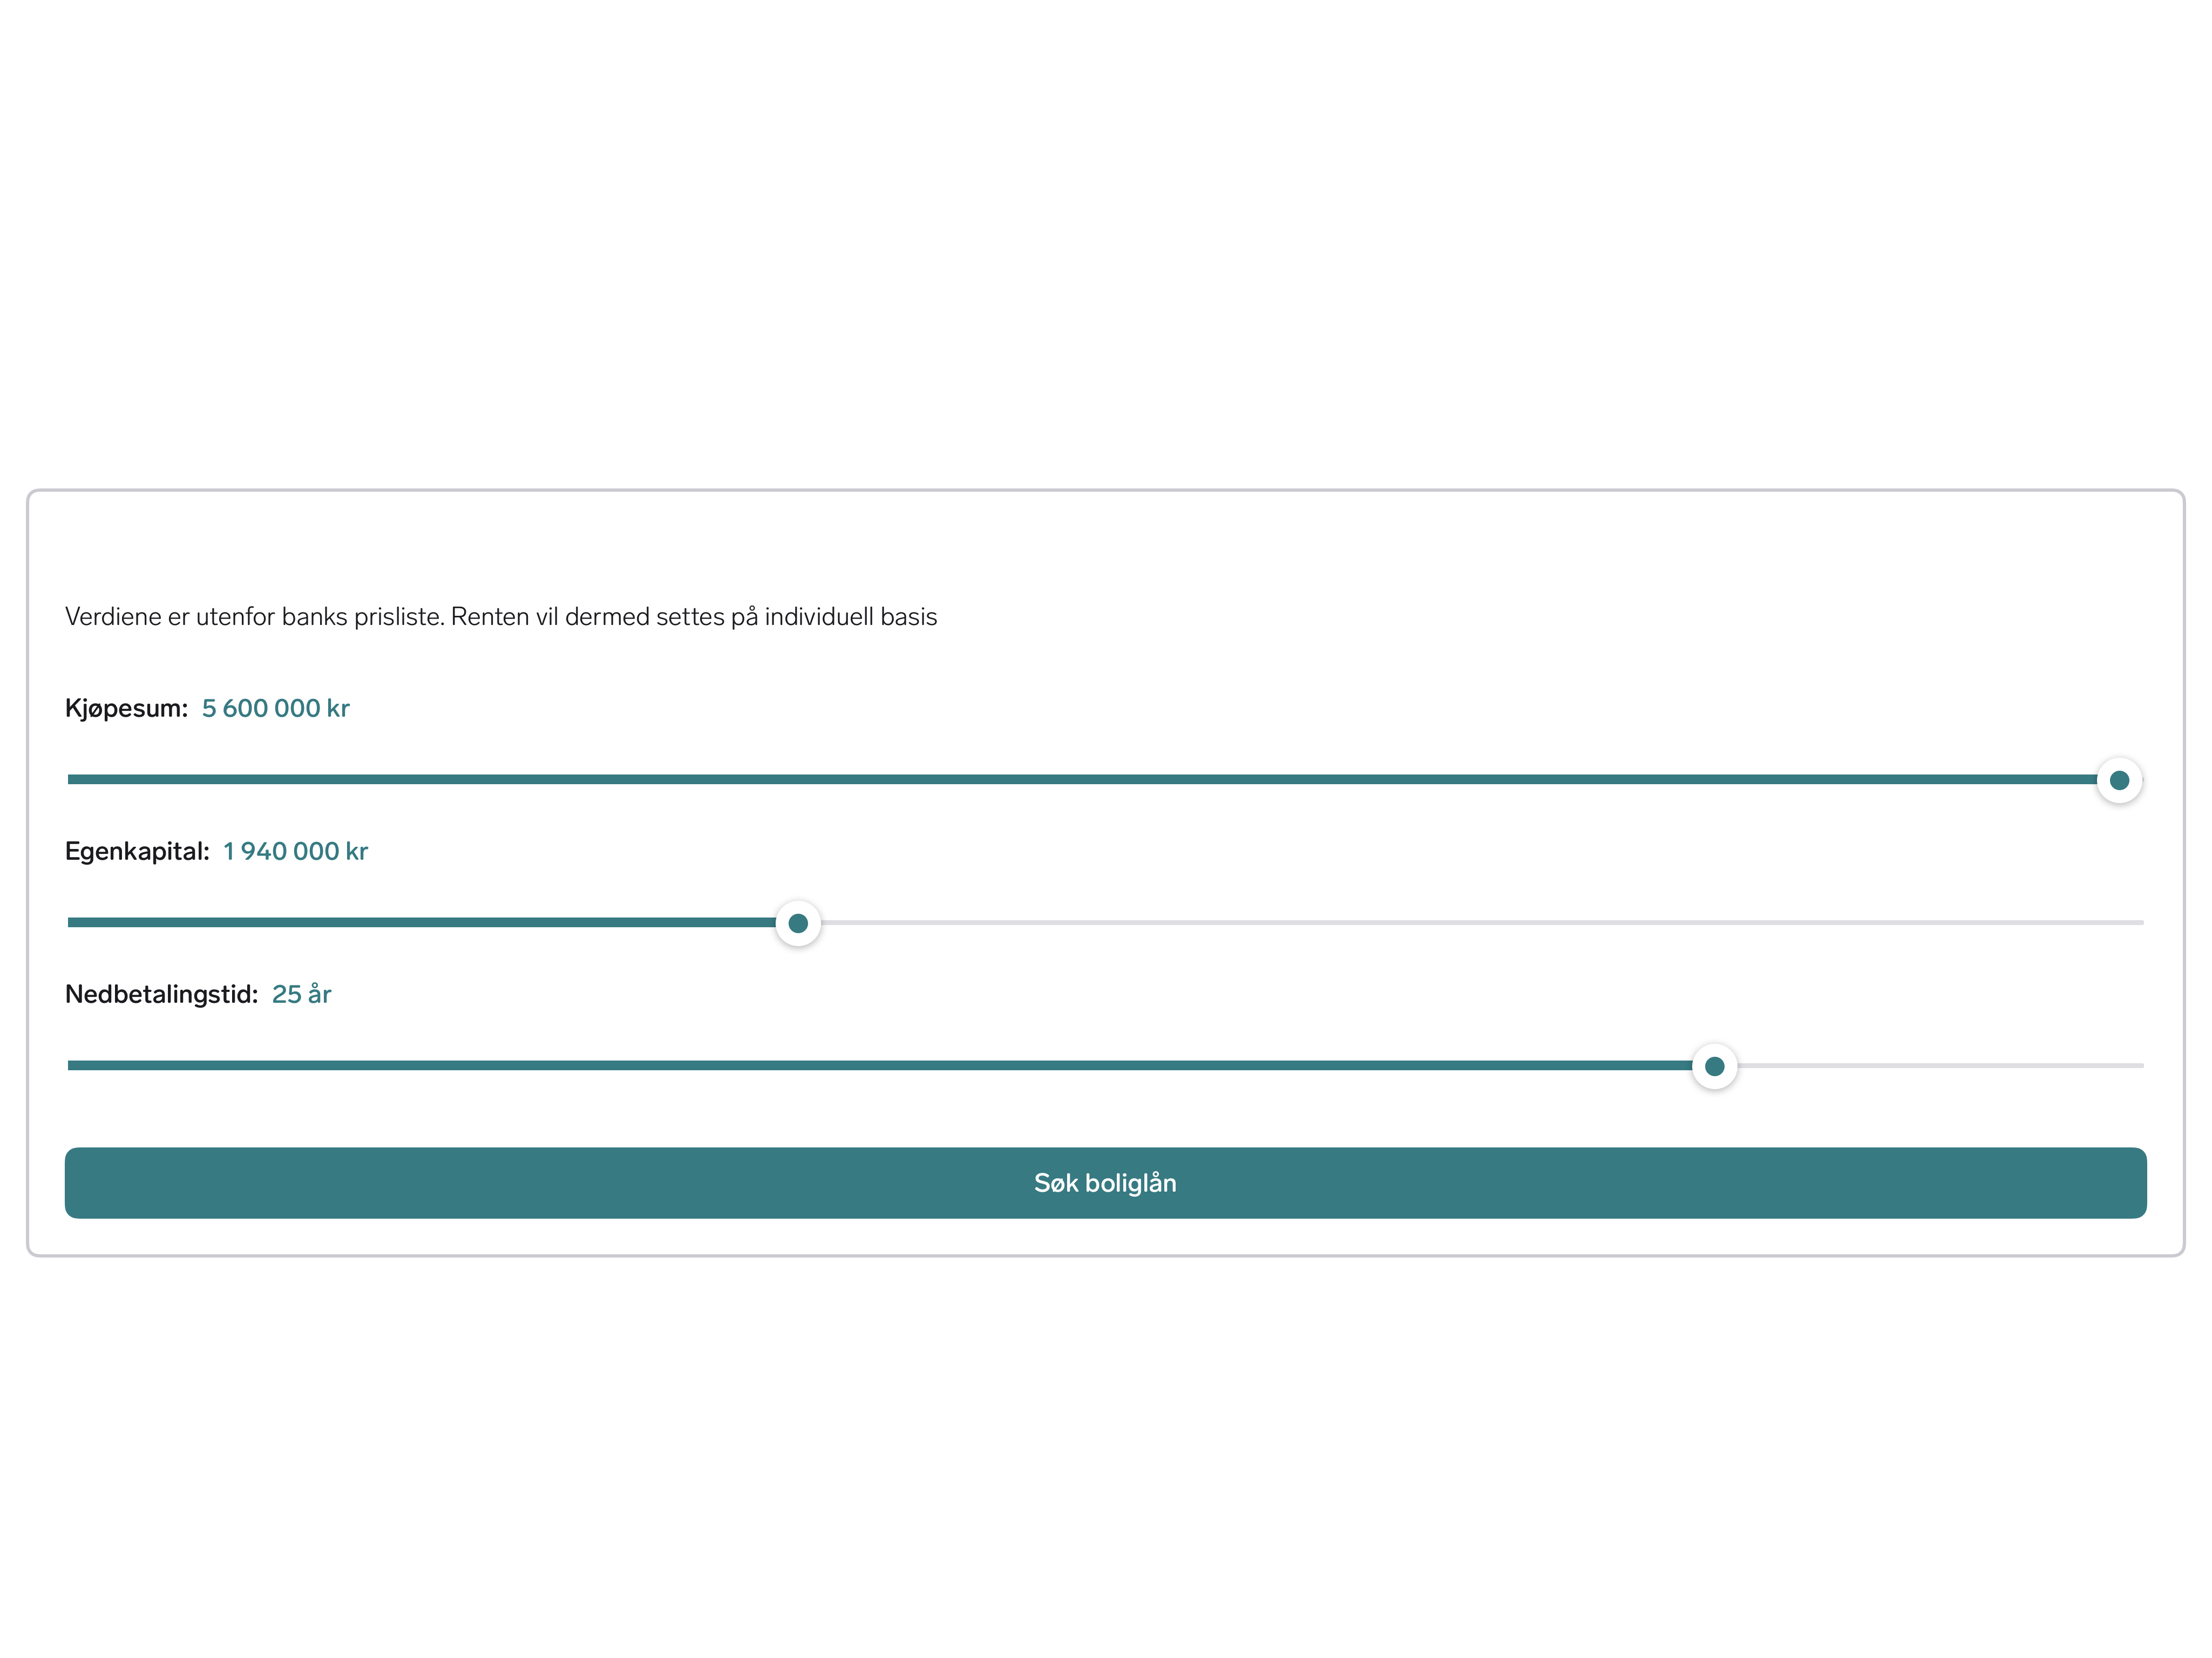 Verdiene er utenfor banks prisliste. Renten vil dermed settes på individuell basis
Kjøpesum: 5 600 000 kr
Egenkapital: 1 940 000 kr
Nedbetalingstid: 25 år
Søk boliglån